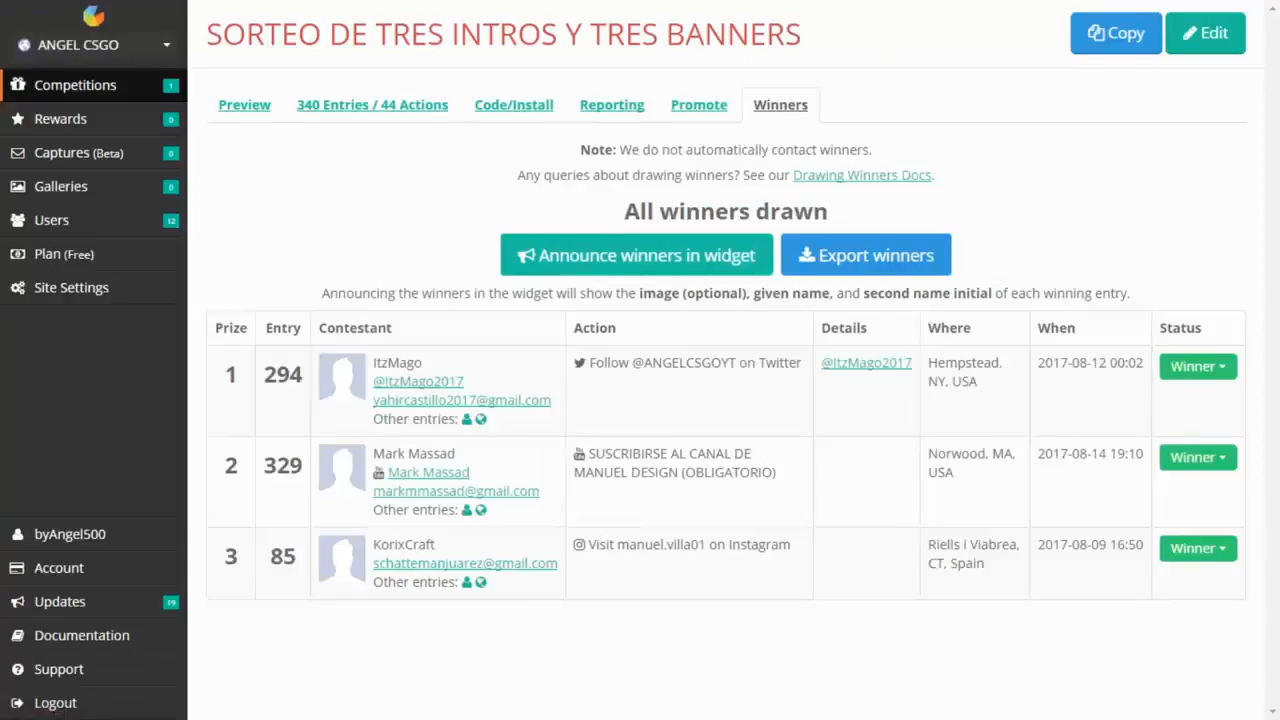 ANGEL CSGO
Competitions 1
Rewards 0
Captures (Beta) 0
Galleries 0
Users 12
Plan (Free)
Site Settings
byAngel500
Account
Updates 19
Documentation
Support
Logout
SORTEO DE TRES INTROS Y TRES BANNERS
Copy Edit
Preview 340 Entries / 44 Actions Code/Install Reporting Promote Winners
Note: We do not automatically contact winners.
Any queries about drawing winners? See our Drawing Winners Docs.
All winners drawn
Announce winners in widget Export winners
Announcing the winners in the widget will show the image (optional), given name, and second name initial of each winning entry.
Prize Entry Contestant Action Details Where When Status
1 294 ItzMago Follow @ANGELCSGOYT on Twitter @ItzMago2017 Hempstead, 2017-08-12 00:02 Winner
@ItzMago2017 NY, USA
yahircastillo2017@gmail.com
Other entries:
2 329 Mark Massad SUSCRIBIRSE AL CANAL DE Norwood, MA, 2017-08-14 19:10 Winner
Mark Massad MANUEL DESIGN (OBLIGATORIO) USA
markmmassad@gmail.com
Other entries:
3 85 KorixCraft Visit manuel.villa01 on Instagram Riells i Viabrea, 2017-08-09 16:50 Winner
schattemanjuarez@gmail.com CT, Spain
Other entries: